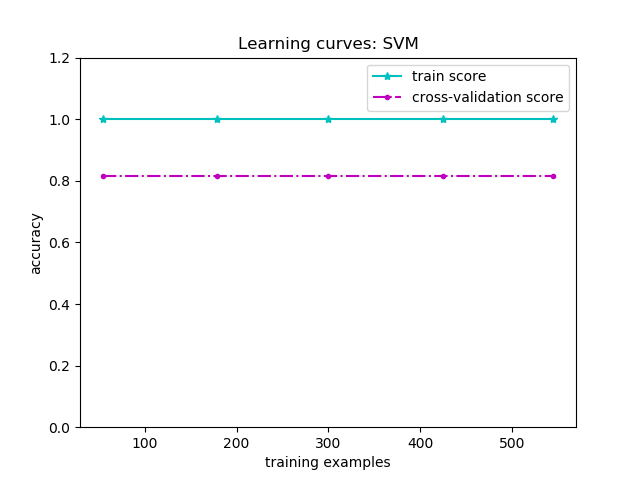 Learning curves: SVM
train score
cross-validation score
1.2
1.0
0.8
0.6
0.4
0.2
0.0
accuracy
100 200 300 400 500
training examples